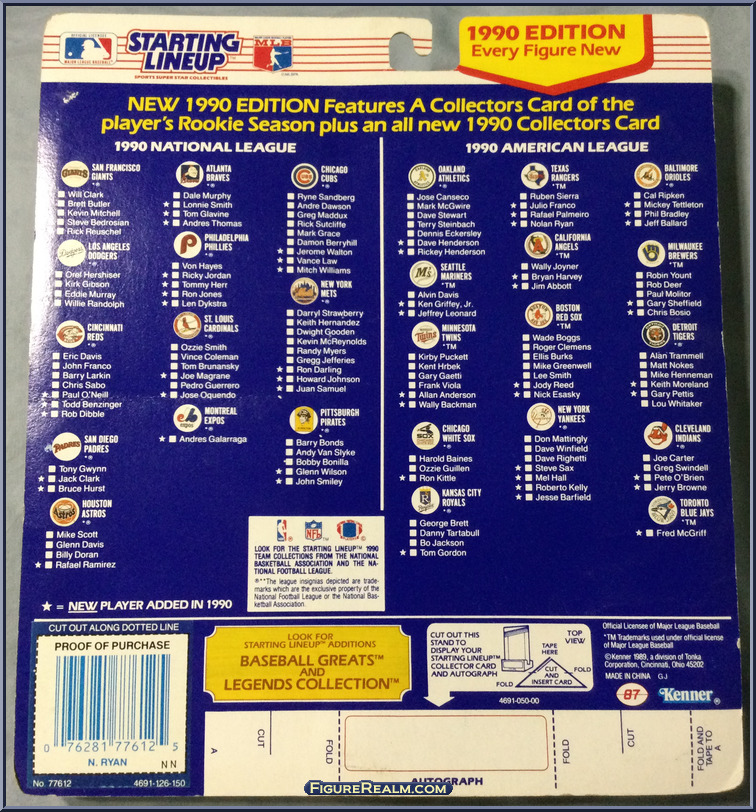 STARTING
LINEUP™
SPORTS SUPER STAR COLLECTIBLES
MLB
1990 EDITION
Every Figure New
NEW 1990 EDITION Features A Collectors Card of the
player's Rookie Season plus an all new 1990 Collectors Card
1990 NATIONAL LEAGUE
SAN FRANCISCO
GIANTS
*®
Will Clark
Brett Butler
Kevin Mitchell
Steve Bedrosian
Rick Reuschel
LOS ANGELES
DODGERS
*®
Orel Hershiser
Kirk Gibson
Eddie Murray
Willie Randolph
CINCINNATI
REDS
*®
Eric Davis
John Franco
Barry Larkin
Chris Sabo
★ Paul O'Neill
★ Todd Benzinger
★ Rob Dibble
SAN DIEGO
PADRES
*®
Tony Gwynn
★ Jack Clark
★ Bruce Hurst
HOUSTON
ASTROS
*®
Mike Scott
Glenn Davis
Billy Doran
★ Rafael Ramirez
ATLANTA
BRAVES
*®
Dale Murphy
★ Lonnie Smith
★ Tom Glavine
★ Andres Thomas
PHILADELPHIA
PHILLIES
*®
Von Hayes
★ Ricky Jordan
★ Tommy Herr
★ Ron Jones
★ Len Dykstra
ST. LOUIS
CARDINALS
*®
Ozzie Smith
Vince Coleman
Tom Brunansky
★ Joe Magrane
Pedro Guerrero
★ Jose Oquendo
MONTREAL
EXPOS
*®
★ Andres Galarraga
CHICAGO
CUBS
*®
Ryne Sandberg
Andre Dawson
Greg Maddux
Rick Sutcliffe
Mark Grace
Damon Berryhill
★ Jerome Walton
★ Vance Law
★ Mitch Williams
NEW YORK
METS
*®
Darryl Strawberry
Keith Hernandez
Dwight Gooden
Kevin McReynolds
Randy Myers
Gregg Jefferies
★ Ron Darling
★ Howard Johnson
★ Juan Samuel
PITTSBURGH
PIRATES
*®
Barry Bonds
Andy Van Slyke
Bobby Bonilla
★ Glenn Wilson
★ John Smiley
★ = NEW PLAYER ADDED IN 1990
NBA
NFL
LOOK FOR THE STARTING LINEUP™ 1990
TEAM COLLECTIONS FROM THE NATIONAL
BASKETBALL ASSOCIATION AND THE NA-
TIONAL FOOTBALL LEAGUE.
®**The league insignias depicted are trade-
marks which are the exclusive property of the
National Football League or the National Bas-
ketball Association.
1990 AMERICAN LEAGUE
OAKLAND
ATHLETICS
*®
Jose Canseco
Mark McGwire
Dave Stewart
Terry Steinbach
Dennis Eckersley
★ Dave Henderson
★ Rickey Henderson
SEATTLE
MARINERS
*™
Alvin Davis
★ Ken Griffey, Jr.
★ Jeffrey Leonard
MINNESOTA
TWINS
*™
Kirby Puckett
Kent Hrbek
Gary Gaetti
Frank Viola
★ Allan Anderson
★ Wally Backman
CHICAGO
WHITE SOX
*®
Harold Baines
Ozzie Guillen
★ Ron Kittle
KANSAS CITY
ROYALS
*®
George Brett
Danny Tartabull
Bo Jackson
★ Tom Gordon
TEXAS
RANGERS
*™
Ruben Sierra
★ Julio Franco
★ Rafael Palmeiro
★ Nolan Ryan
CALIFORNIA
ANGELS
*™
Wally Joyner
★ Bryan Harvey
★ Jim Abbott
BOSTON
RED SOX
*™
Wade Boggs
Roger Clemens
Ellis Burks
Mike Greenwell
Lee Smith
★ Jody Reed
★ Nick Esasky
NEW YORK
YANKEES
*®
Don Mattingly
Dave Winfield
Dave Righetti
★ Steve Sax
★ Mel Hall
★ Roberto Kelly
★ Jesse Barfield
BALTIMORE
ORIOLES
*®
Cal Ripken
★ Mickey Tettleton
★ Phil Bradley
★ Jeff Ballard
MILWAUKEE
BREWERS
*®
Robin Yount
Rob Deer
Paul Molitor
★ Gary Sheffield
★ Chris Bosio
DETROIT
TIGERS
*®
Alan Trammell
Matt Nokes
Mike Henneman
★ Keith Moreland
★ Gary Pettis
Lou Whitaker
CLEVELAND
INDIANS
*®
Joe Carter
Greg Swindell
★ Pete O'Brien
★ Jerry Browne
TORONTO
BLUE JAYS
*™
★ Fred McGriff
CUT OUT ALONG DOTTED LINE
PROOF OF PURCHASE
0 76281 77612 5
N. RYAN
NN
No. 77612
4691-126-150
LOOK FOR
STARTING LINEUP™ ADDITIONS
BASEBALL GREATS™
AND
LEGENDS COLLECTION™
CUT OUT THIS
STAND TO
DISPLAY YOUR
STARTING LINEUP™
COLLECTOR CARD
AND AUTOGRAPH
TAPE
HERE
TOP
VIEW
FOLD
CUT
AND
INSERT CARD
FOLD
4691-050-00
Official Licensee of Major League Baseball
*™ Trademarks used under official license
of Major League Baseball
©Kenner 1989, a division of Tonka
Corporation, Cincinnati, Ohio 45202
MADE IN CHINA G.J
87
Kenner®
A
CUT
FOLD
AUTOGRAPH
FOLD
CUT
FOLD AND
TAPE TO
A
FIGUREREALM.COM